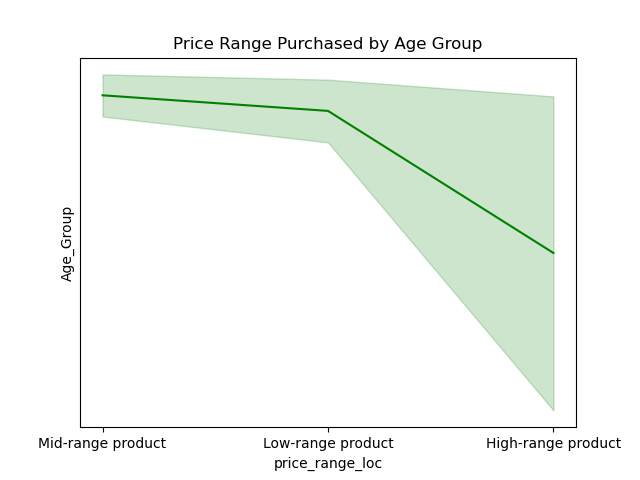 Price Range Purchased by Age Group
Age_Group
Mid-range product
Low-range product
High-range product
price_range_loc